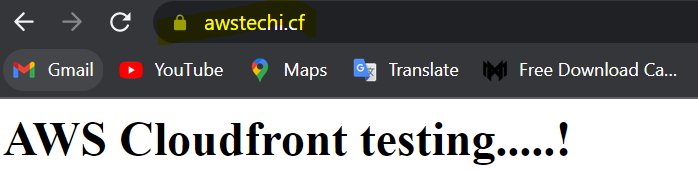 awstechi.cf
Gmail YouTube Maps Translate Free Download Ca...
AWS Cloudfront testing.....!